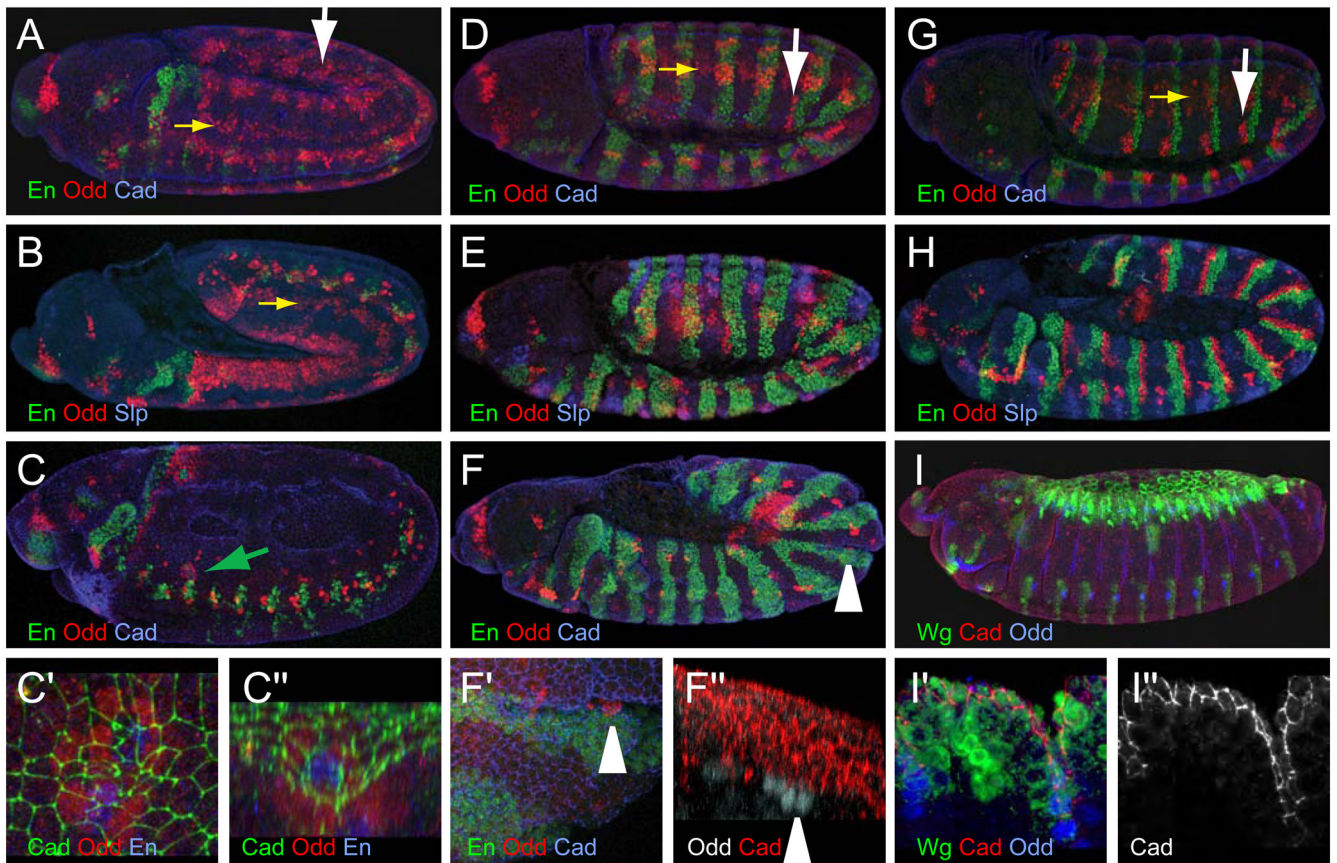 A
En Odd Cad
D
En Odd Cad
G
En Odd Cad
B
En Odd Slp
E
En Odd Slp
H
En Odd Slp
C
En Odd Cad
F
En Odd Cad
I
Wg Cad Odd
C'
Cad Odd En
C"
Cad Odd En
F'
En Odd Cad
F"
Odd Cad
I'
Wg Cad Odd
I"
Cad